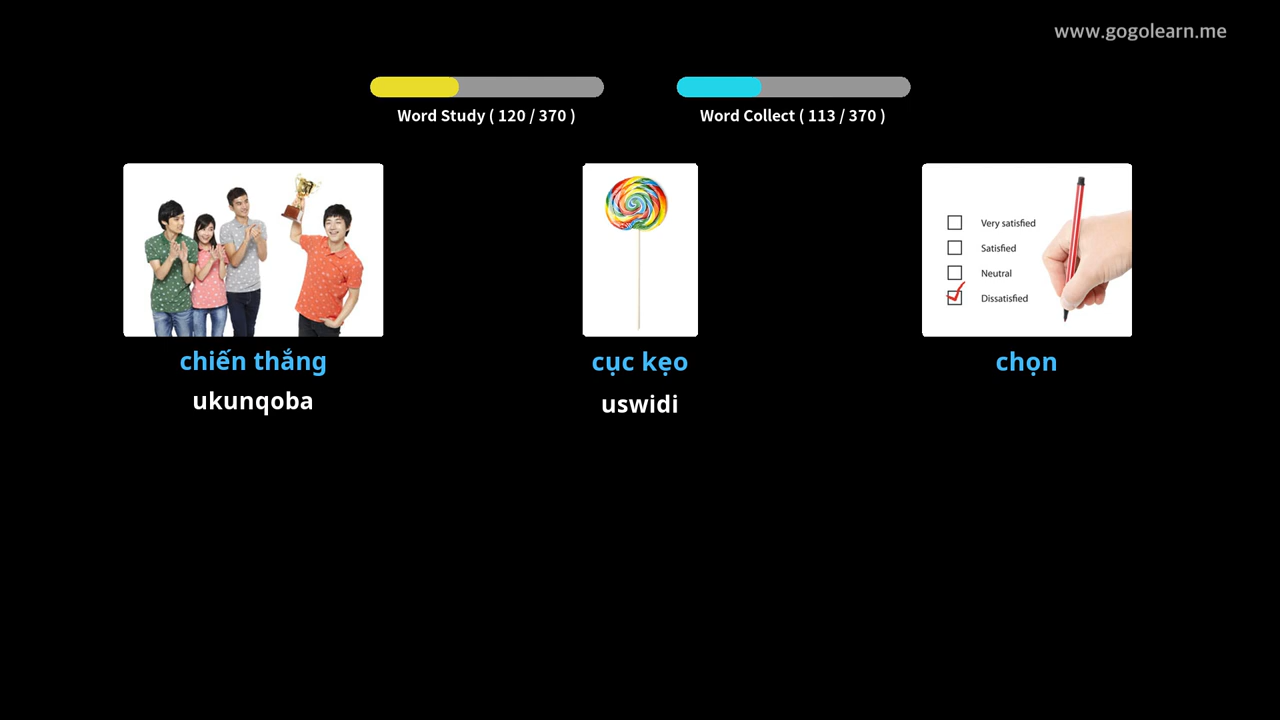 www.gogolearn.me
Word Study ( 120 / 370 )
Word Collect ( 113 / 370 )
Very satisfied
Satisfied
Neutral
Dissatisfied
chiến thắng
cục kẹo
chọn
ukunqoba
uswidi